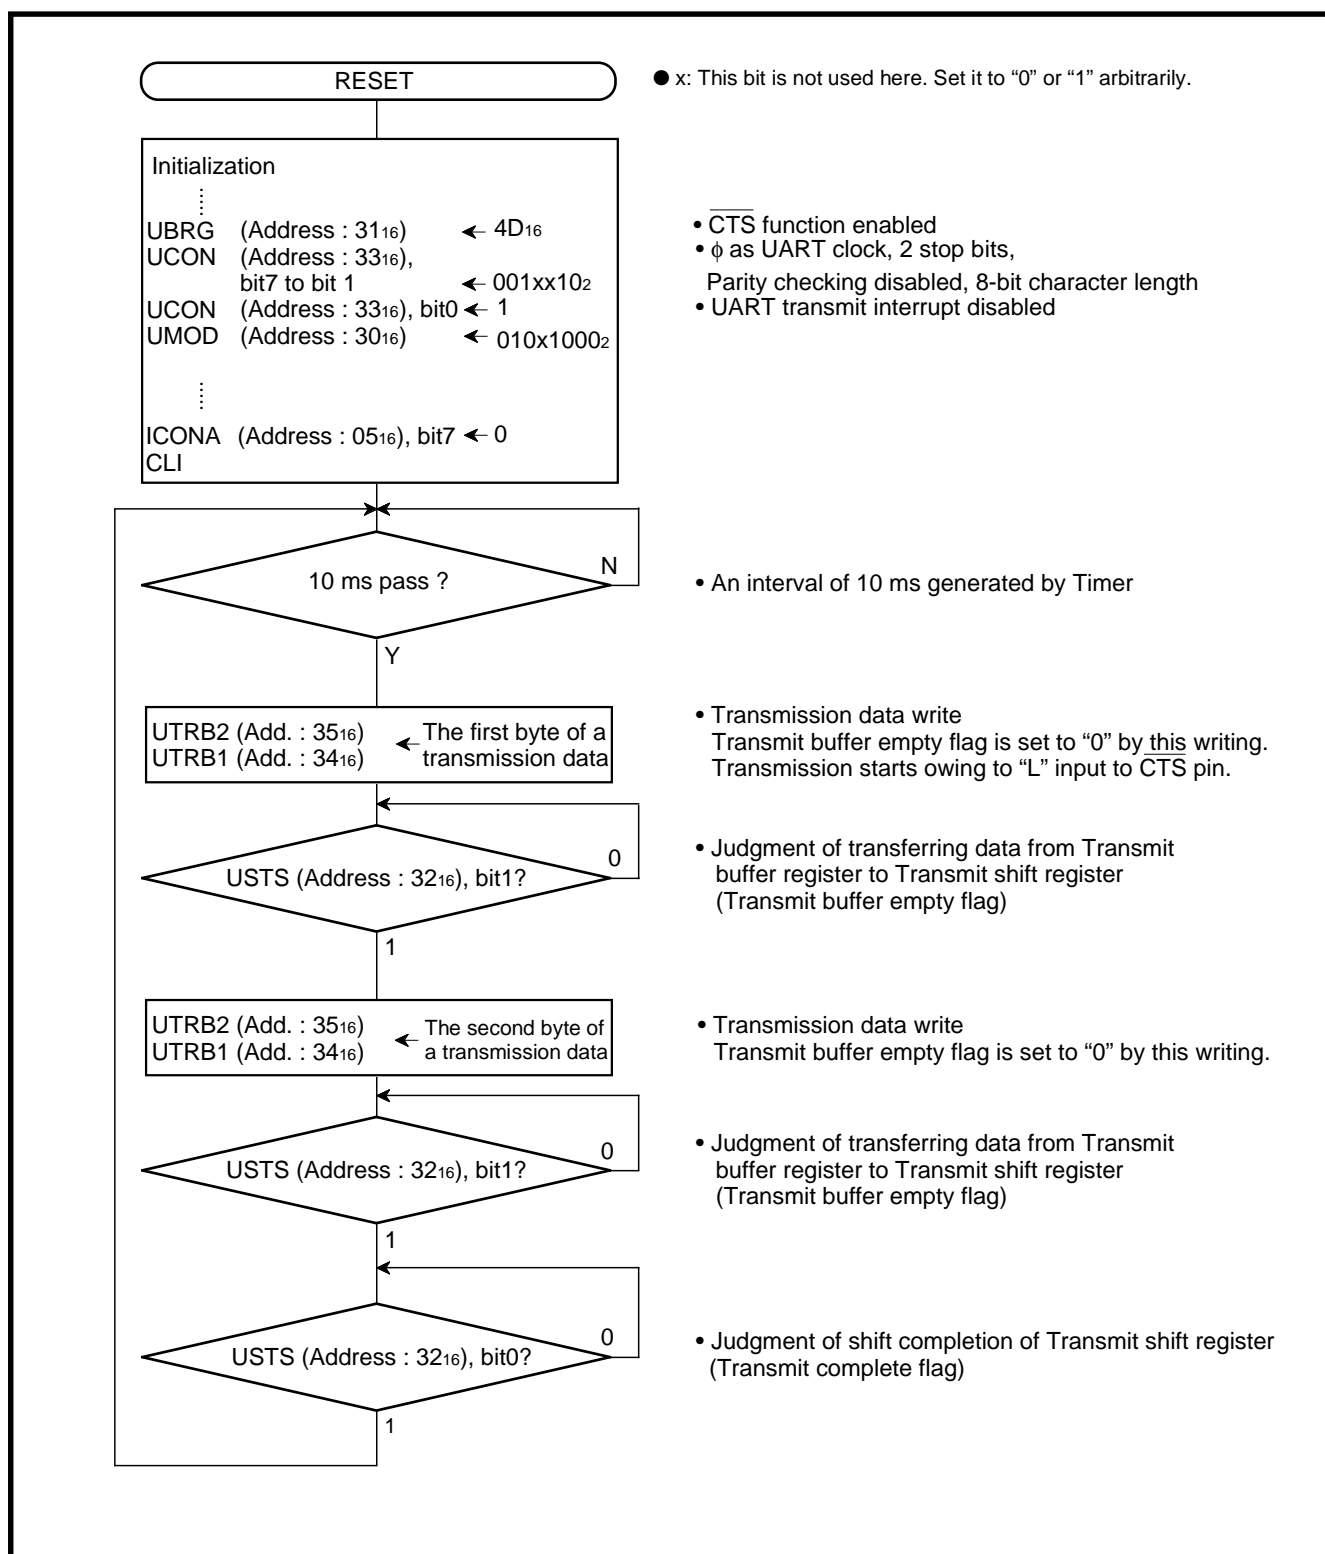 RESET
● x: This bit is not used here. Set it to “0” or “1” arbitrarily.
Initialization
UBRG (Address : 31₁₆) ← 4D₁₆
UCON (Address : 33₁₆),
bit7 to bit 1 ← 001xx10₂
UCON (Address : 33₁₆), bit0 ← 1
UMOD (Address : 30₁₆) ← 010x1000₂
ICONA (Address : 05₁₆), bit7 ← 0
CLI
• C̅T̅S̅ function enabled
• ϕ as UART clock, 2 stop bits,
Parity checking disabled, 8-bit character length
• UART transmit interrupt disabled
10 ms pass ?
N
Y
• An interval of 10 ms generated by Timer
UTRB2 (Add. : 35₁₆)
UTRB1 (Add. : 34₁₆)
← The first byte of a
transmission data
• Transmission data write
Transmit buffer empty flag is set to “0” by this writing.
Transmission starts owing to “L” input to C̅T̅S̅ pin.
USTS (Address : 32₁₆), bit1?
0
1
• Judgment of transferring data from Transmit
buffer register to Transmit shift register
(Transmit buffer empty flag)
UTRB2 (Add. : 35₁₆)
UTRB1 (Add. : 34₁₆)
← The second byte of
a transmission data
• Transmission data write
Transmit buffer empty flag is set to “0” by this writing.
USTS (Address : 32₁₆), bit1?
0
1
• Judgment of transferring data from Transmit
buffer register to Transmit shift register
(Transmit buffer empty flag)
USTS (Address : 32₁₆), bit0?
0
1
• Judgment of shift completion of Transmit shift register
(Transmit complete flag)